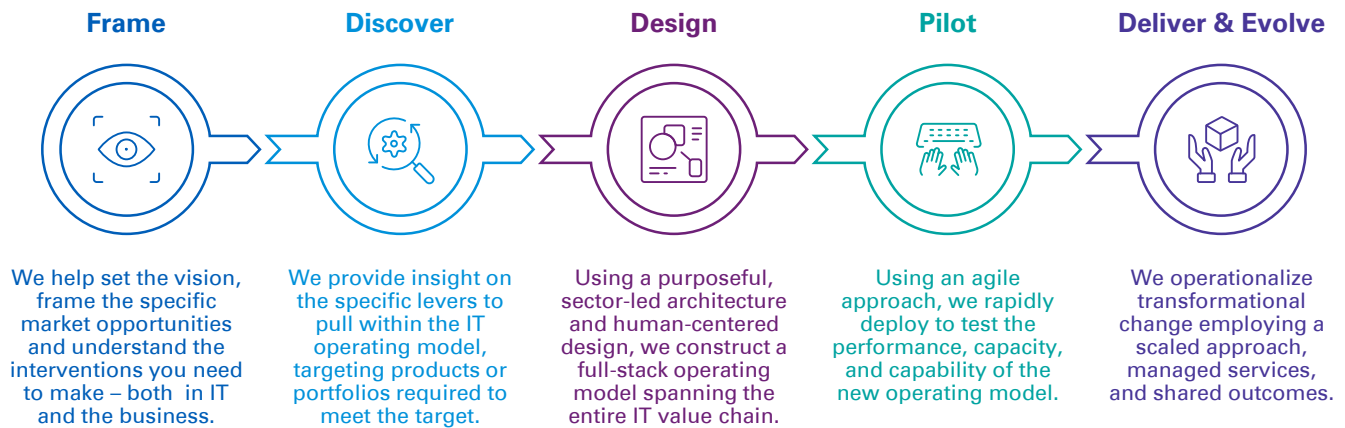 Frame
We help set the vision,
frame the specific
market opportunities
and understand the
interventions you need
to make – both in IT
and the business.
Discover
We provide insight on
the specific levers to
pull within the IT
operating model,
targeting products or
portfolios required to
meet the target.
Design
Using a purposeful,
sector-led architecture
and human-centered
design, we construct a
full-stack operating
model spanning the
entire IT value chain.
Pilot
Using an agile
approach, we rapidly
deploy to test the
performance, capacity,
and capability of the
new operating model.
Deliver & Evolve
We operationalize
transformational
change employing a
scaled approach,
managed services,
and shared outcomes.